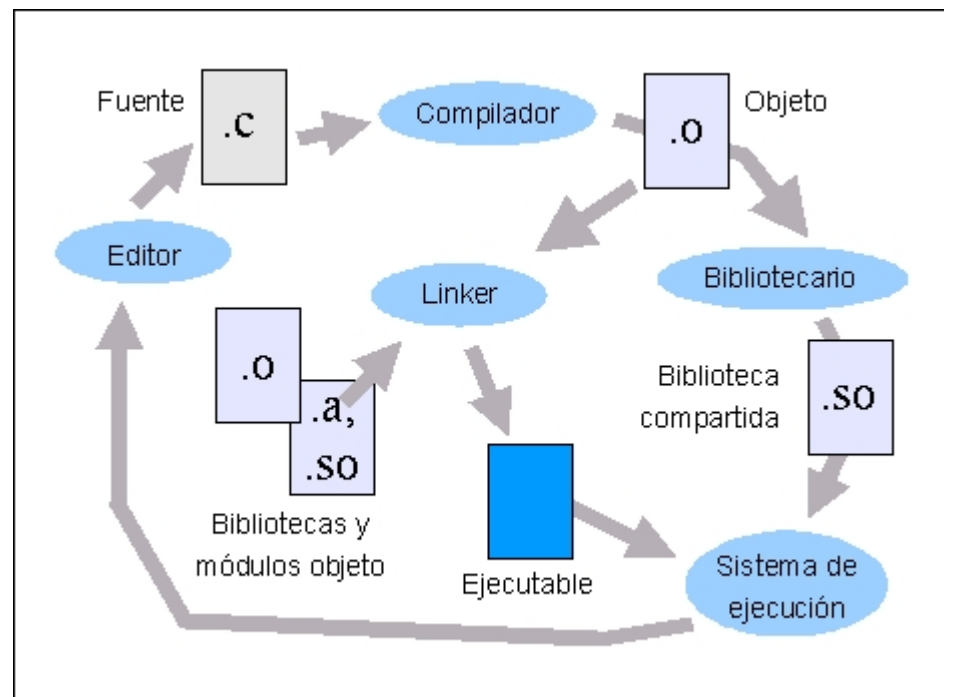 Fuente
.c
Compilador
.o
Objeto
Editor
Linker
Bibliotecario
.o
.a,
.so
Biblioteca
compartida
.so
Bibliotecas y
módulos objeto
Ejecutable
Sistema de
ejecución